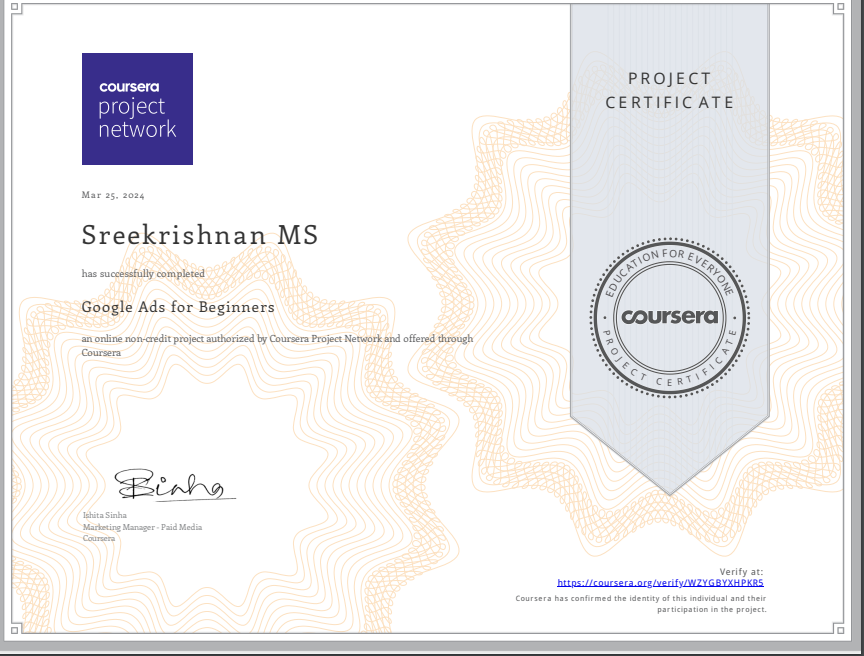 coursera
project
network
PROJECT
CERTIFICATE
Mar 25, 2024
Sreekrishnan MS
has successfully completed
Google Ads for Beginners
an online non-credit project authorized by Coursera Project Network and offered through
Coursera
EDUCATION FOR EVERYONE
coursera
PROJECT CERTIFICATE
Sinha
Ishita Sinha
Marketing Manager - Paid Media
Coursera
Verify at:
https://coursera.org/verify/WZYGBYXHPKR5
Coursera has confirmed the identity of this individual and their
participation in the project.